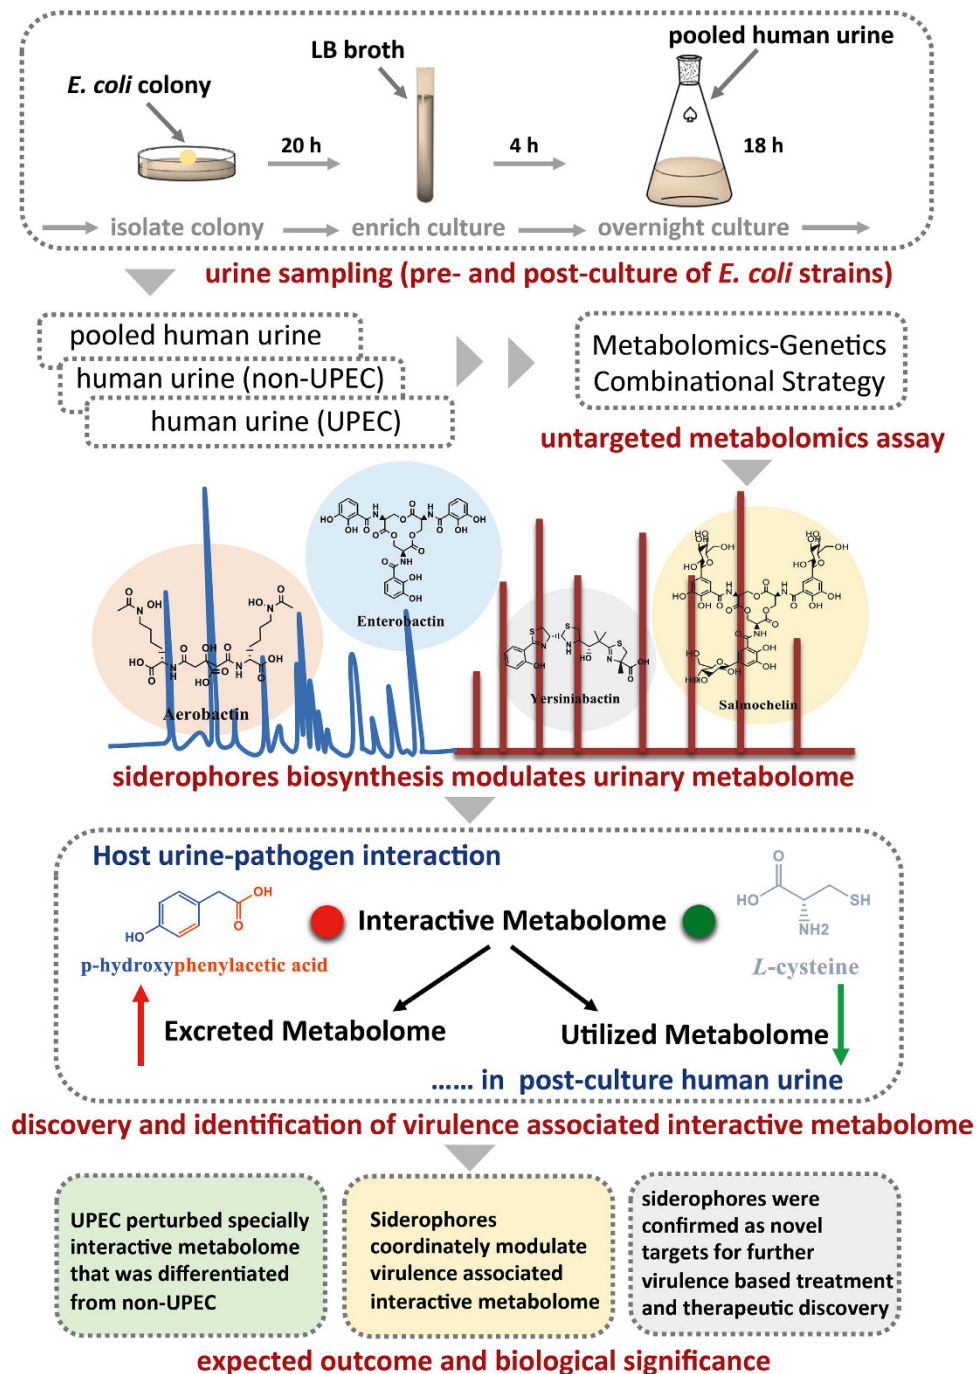 pooled human urine
LB broth
E. coli colony
20 h
4 h
18 h
isolate colony
enrich culture
overnight culture
urine sampling (pre- and post-culture of E. coli strains)
pooled human urine
human urine (non-UPEC)
human urine (UPEC)
Metabolomics-Genetics
Combinational Strategy
untargeted metabolomics assay
Aerobactin
Enterobactin
Yersiniabactin
Salmochelin
siderophores biosynthesis modulates urinary metabolome
Host urine-pathogen interaction
HO
OH
O
p-hydroxyphenylacetic acid
Interactive Metabolome
O
HO
SH
NH2
L-cysteine
Excreted Metabolome
Utilized Metabolome
...... in post-culture human urine
discovery and identification of virulence associated interactive metabolome
UPEC perturbed specially
interactive metabolome
that was differentiated
from non-UPEC
Siderophores
coordinately modulate
virulence associated
interactive metabolome
siderophores were
confirmed as novel
targets for further
virulence based treatment
and therapeutic discovery
expected outcome and biological significance